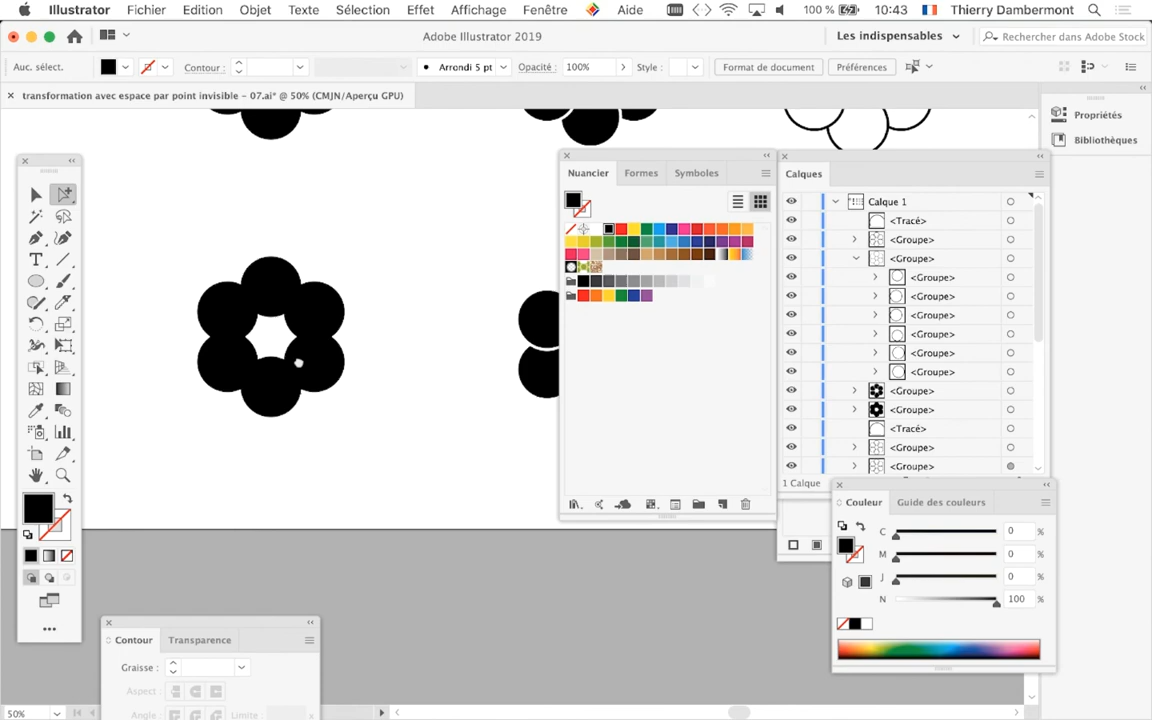 Illustrator Fichier Edition Objet Texte Sélection Effet Affichage Fenêtre Aide 100 % 10:43 Thierry Dambermont
Adobe Illustrator 2019 Les indispensables Rechercher dans Adobe Stock
Auc. sélect. Contour : Arrondi 5 pt Opacité : 100% Style : Format de document Préférences
transformation avec espace par point invisible - 07.ai* @ 50% (CMJN/Aperçu GPU)
Propriétés
Bibliothèques
Nuancier Formes Symboles
Calques
Calque 1
<Tracé>
<Groupe>
<Groupe>
<Groupe>
<Groupe>
<Groupe>
<Groupe>
<Groupe>
<Groupe>
<Groupe>
<Groupe>
<Tracé>
<Groupe>
<Groupe>
1 Calque
Couleur Guide des couleurs
C 0 %
M 0 %
J 0 %
N 100 %
Contour Transparence
Graisse :
Aspect :
Angle : Limite : x
50%